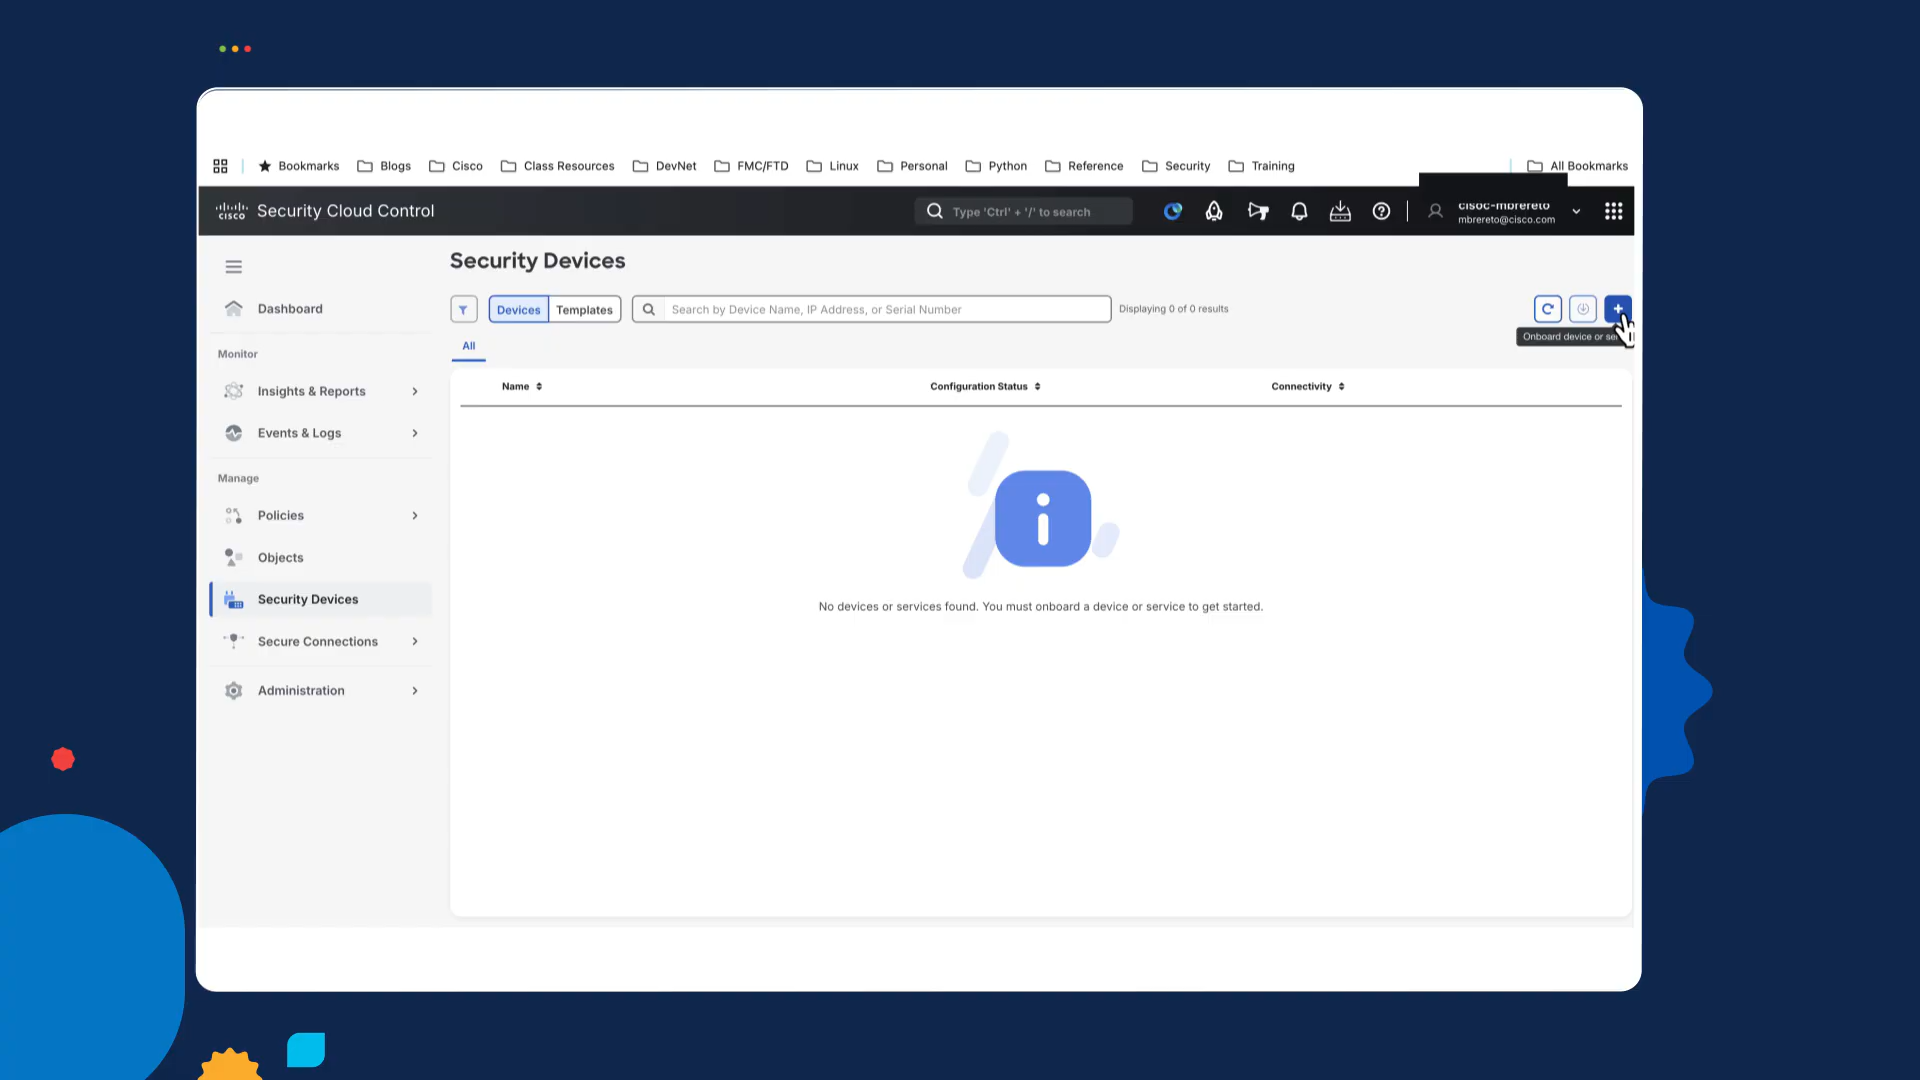 Bookmarks Blogs Cisco Class Resources DevNet FMC/FTD Linux Personal Python Reference Security Training All Bookmarks
cisco Security Cloud Control Type 'Ctrl' + '/' to search
cisoc-mbrereto
mbrereto@cisco.com
Security Devices
Dashboard
Devices Templates Search by Device Name, IP Address, or Serial Number Displaying 0 of 0 results
Onboard device or
All
Monitor
Name Configuration Status Connectivity
Insights & Reports
Events & Logs
Manage
Policies
Objects
Security Devices
Secure Connections
Administration
No devices or services found. You must onboard a device or service to get started.